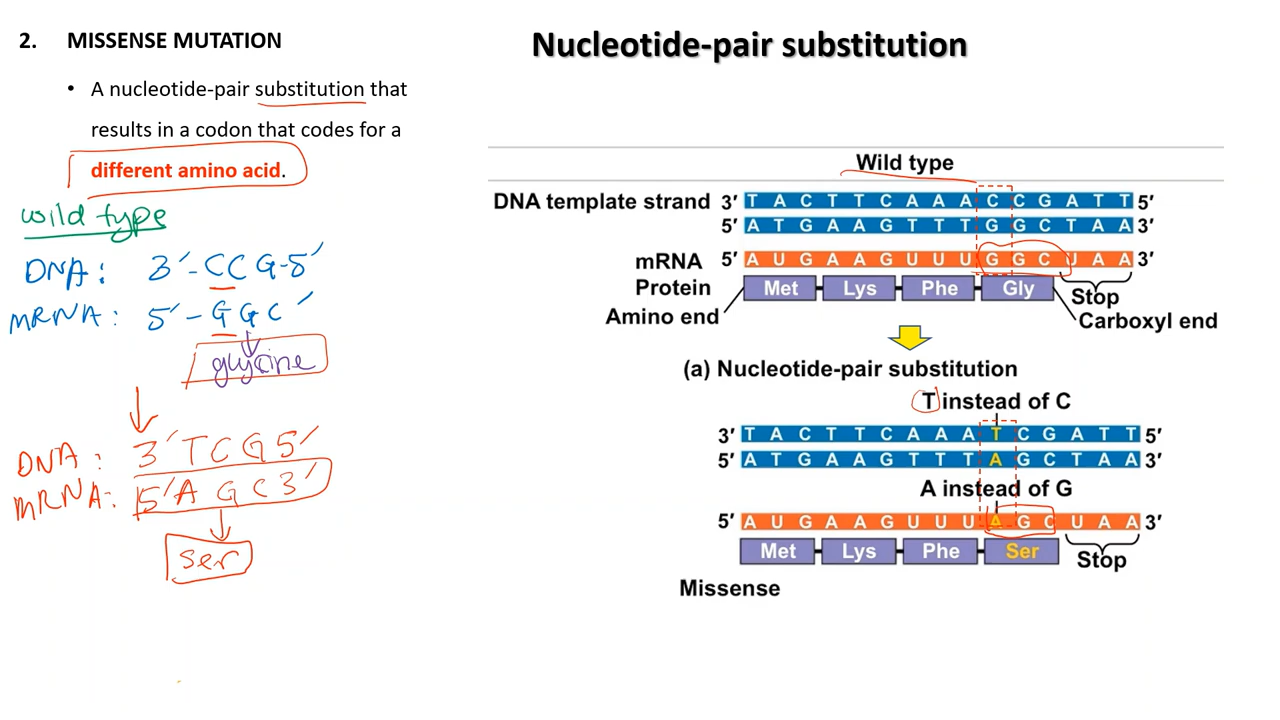 2. MISSENSE MUTATION
• A nucleotide-pair substitution that
results in a codon that codes for a
different amino acid.
wild type
DNA: 3′-CCG-5′
mRNA: 5′-GGC′
glycine
DNA: 3′TCG5′
mRNA: 5′AGC3′
Ser
Nucleotide-pair substitution
Wild type
DNA template strand 3′ T A C T T C A A A C C G A T T 5′
5′ A T G A A G T T T G G C T A A 3′
mRNA 5′ A U G A A G U U U G G C U A A 3′
Protein Met Lys Phe Gly Stop
Amino end Carboxyl end
(a) Nucleotide-pair substitution
T instead of C
3′ T A C T T C A A A T C G A T T 5′
5′ A T G A A G T T T A G C T A A 3′
A instead of G
5′ A U G A A G U U U A G C U A A 3′
Met Lys Phe Ser Stop
Missense